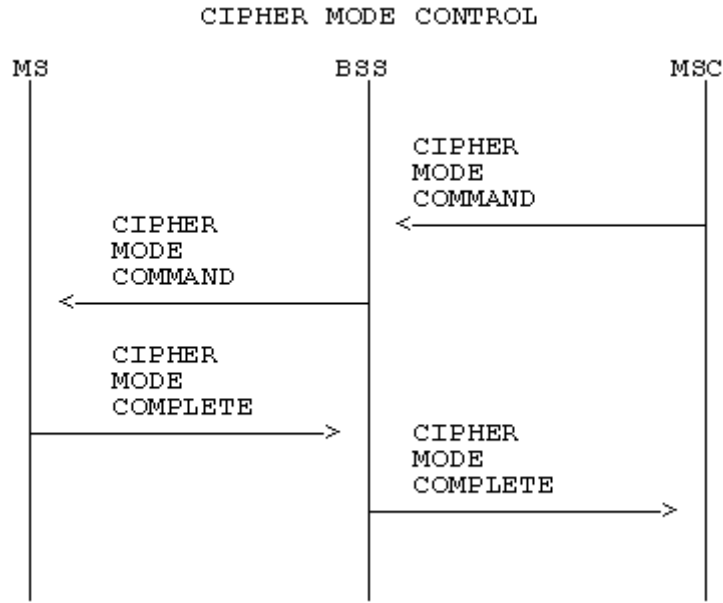 CIPHER MODE CONTROL
MS BSS MSC
CIPHER
MODE
COMMAND
CIPHER
MODE
COMMAND
CIPHER
MODE
COMPLETE
CIPHER
MODE
COMPLETE